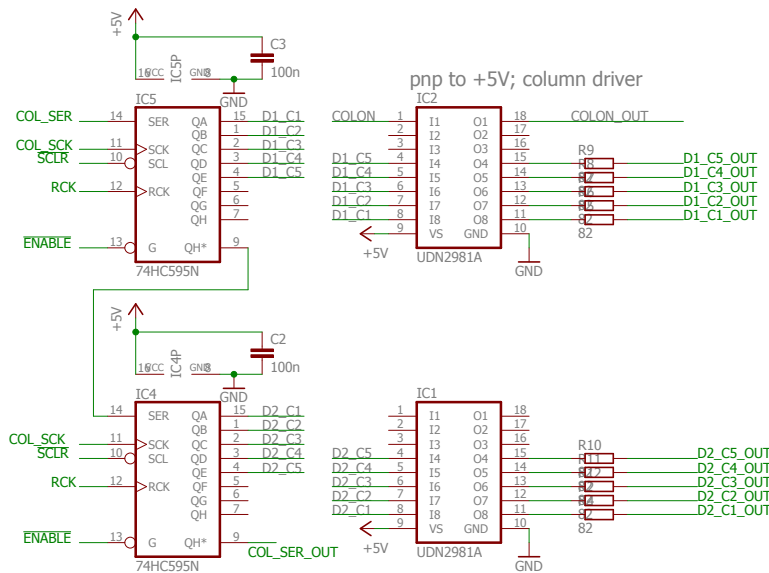 +5V
C3
100n
16 VCC IC5P GND 8
GND
pnp to +5V; column driver
IC5
COL_SER 14 SER QA 15 D1_C1
QB 1 D1_C2
COL_SCK 11 SCK QC 2 D1_C3
SCLR 10 SCL QD 3 D1_C4
QE 4 D1_C5
RCK 12 RCK QF 5
QG 6
QH 7
ENABLE 13 G QH* 9
74HC595N
IC2
COLON 1 I1 O1 18 COLON_OUT
2 I2 O2 17
3 I3 O3 16
D1_C5 4 I4 O4 15 D1_C5_OUT
D1_C4 5 I5 O5 14 D1_C4_OUT
D1_C3 6 I6 O6 13 D1_C3_OUT
D1_C2 7 I7 O7 12 D1_C2_OUT
D1_C1 8 I8 O8 11 D1_C1_OUT
9 VS GND 10
+5V
UDN2981A
GND
R9
R8
82
82
+5V
C2
100n
16 VCC IC4P GND 8
GND
IC4
14 SER QA 15 D2_C1
QB 1 D2_C2
COL_SCK 11 SCK QC 2 D2_C3
SCLR 10 SCL QD 3 D2_C4
QE 4 D2_C5
RCK 12 RCK QF 5
QG 6
QH 7
ENABLE 13 G QH* 9
COL_SER_OUT
74HC595N
IC1
1 I1 O1 18
2 I2 O2 17
3 I3 O3 16
D2_C5 4 I4 O4 15 D2_C5_OUT
D2_C4 5 I5 O5 14 D2_C4_OUT
D2_C3 6 I6 O6 13 D2_C3_OUT
D2_C2 7 I7 O7 12 D2_C2_OUT
D2_C1 8 I8 O8 11 D2_C1_OUT
9 VS GND 10
+5V
UDN2981A
GND
R10
R11
82
82